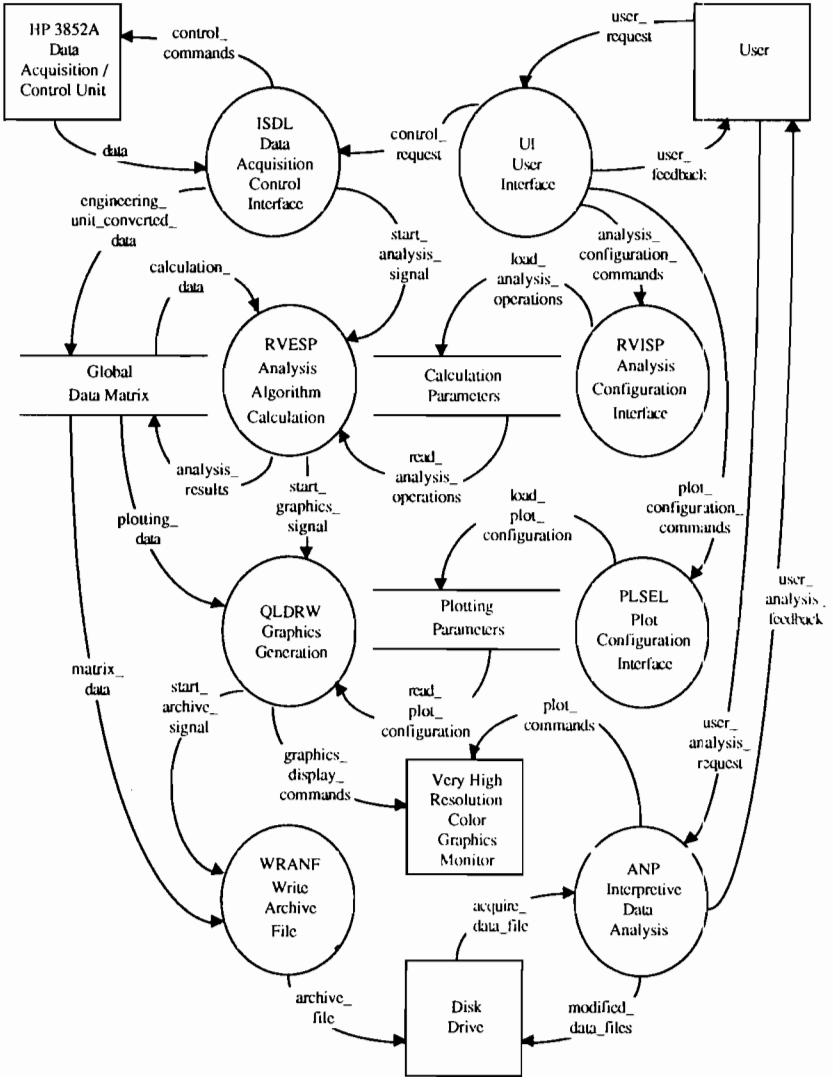 HP 3852A
Data
Acquisition /
Control Unit
control_
commands
user_
request
User
ISDL
Data
Acquisition
Control
Interface
control_
request
UI
User
Interface
data
user_
feedback
engineering_
unit_converted_
data
start_
analysis_
signal
analysis_
configuration_
commands
calculation_
data
load_
analysis_
operations
RVESP
Analysis
Algorithm
Calculation
RVISP
Analysis
Configuration
Interface
Global
Data Matrix
Calculation
Parameters
analysis_
results
start_
graphics_
signal
read_
analysis_
operations
plotting_
data
load_
plot_
configuration
plot_
configuration_
commands
QLDRW
Graphics
Generation
Plotting
Parameters
PLSEL
Plot
Configuration
Interface
user_
analysis_
feedback
matrix_
data
start_
archive_
signal
read_
plot_
configuration
plot_
commands
user_
analysis_
request
graphics_
display_
commands
Very High
Resolution
Color
Graphics
Monitor
WRANF
Write
Archive
File
ANP
Interpretive
Data
Analysis
acquire_
data_file
archive_
file
Disk
Drive
modified_
data_files